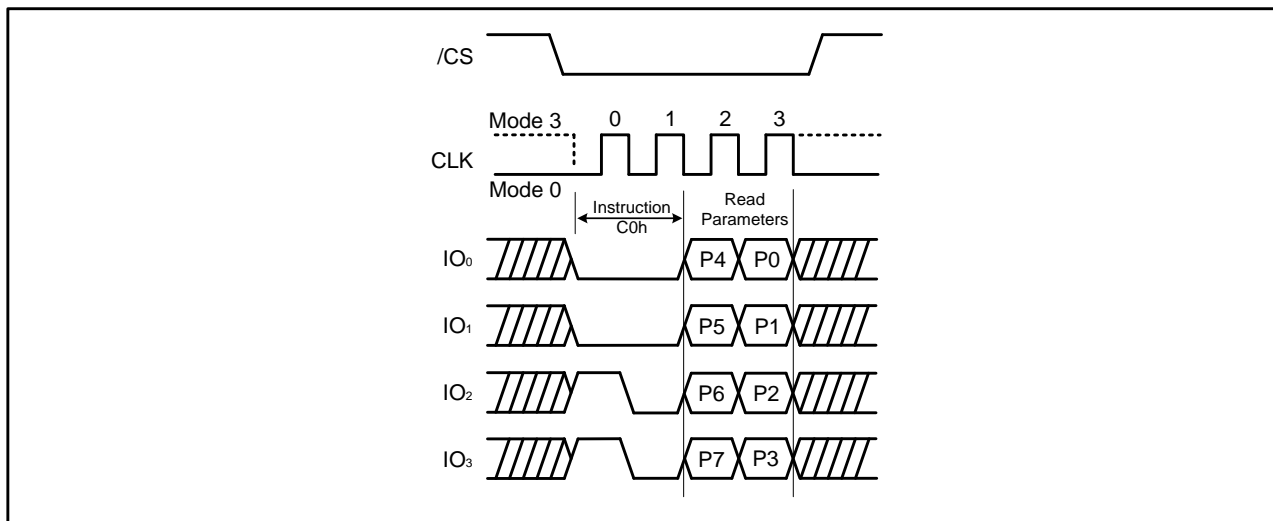 /CS
Mode 3 0 1 2 3
CLK
Mode 0
Instruction
C0h
Read
Parameters
IO₀ P4 P0
IO₁ P5 P1
IO₂ P6 P2
IO₃ P7 P3